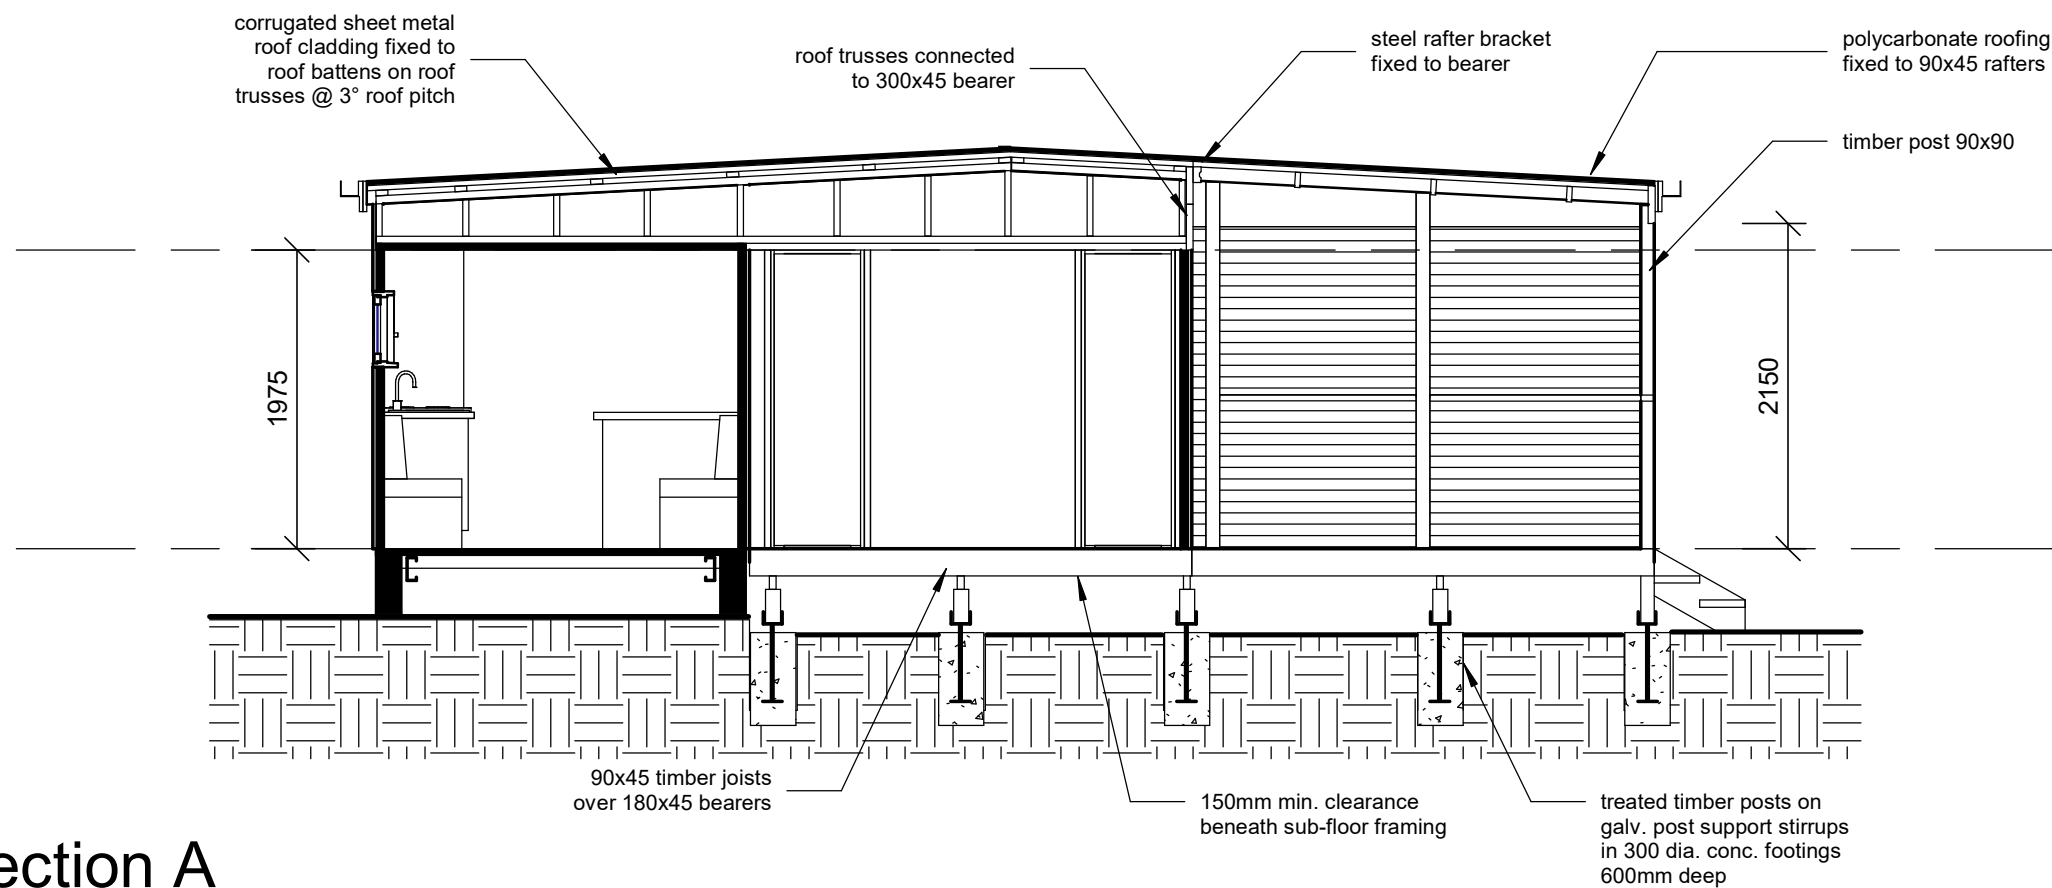 corrugated sheet metal
roof cladding fixed to
roof battens on roof
trusses @ 3° roof pitch
roof trusses connected
to 300x45 bearer
steel rafter bracket
fixed to bearer
polycarbonate roofing
fixed to 90x45 rafters
timber post 90x90
1975
2150
90x45 timber joists
over 180x45 bearers
150mm min. clearance
beneath sub-floor framing
treated timber posts on
galv. post support stirrups
in 300 dia. conc. footings
600mm deep
ection A